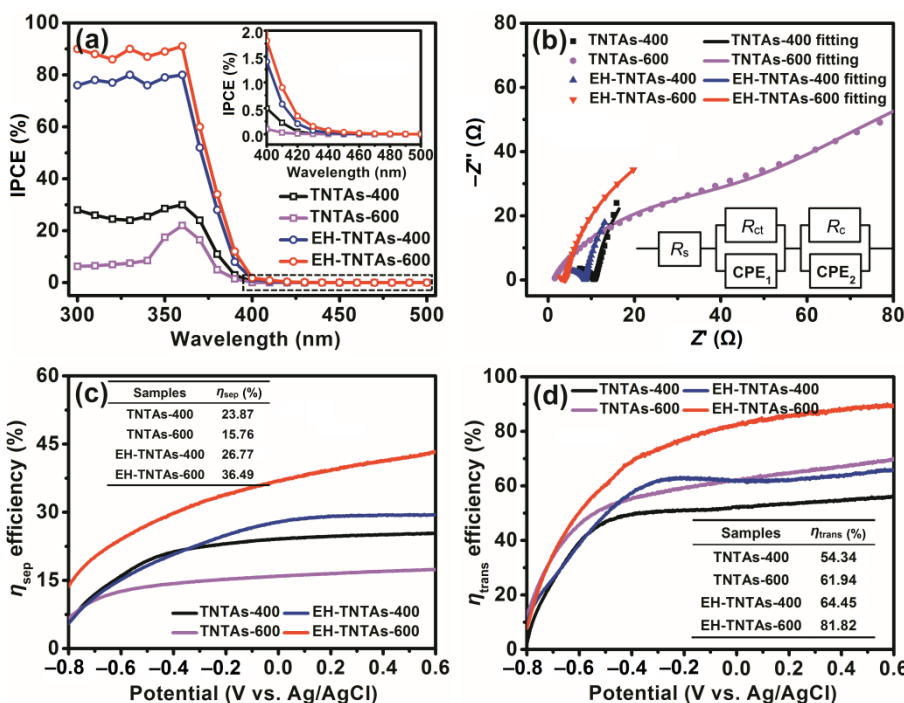 (a)
100
80
60
40
20
0
IPCE (%)
300 350 400 450 500
Wavelength (nm)
2.0
1.5
1.0
0.5
0.0
IPCE (%)
400 420 440 460 480 500
Wavelength (nm)
TNTAs-400
TNTAs-600
EH-TNTAs-400
EH-TNTAs-600
(b)
80
60
40
20
0
−Z'' (Ω)
0 20 40 60 80
Z' (Ω)
TNTAs-400 TNTAs-400 fitting
TNTAs-600 TNTAs-600 fitting
EH-TNTAs-400 EH-TNTAs-400 fitting
EH-TNTAs-600 EH-TNTAs-600 fitting
Rs Rct Rc
CPE1 CPE2
(c)
60
45
30
15
0
ηsep efficiency (%)
Samples ηsep (%)
TNTAs-400 23.87
TNTAs-600 15.76
EH-TNTAs-400 26.77
EH-TNTAs-600 36.49
TNTAs-400 EH-TNTAs-400
TNTAs-600 EH-TNTAs-600
−0.8 −0.6 −0.4 −0.2 0.0 0.2 0.4 0.6
Potential (V vs. Ag/AgCl)
(d)
100
80
60
40
20
0
ηtrans efficiency (%)
TNTAs-400 EH-TNTAs-400
TNTAs-600 EH-TNTAs-600
Samples ηtrans (%)
TNTAs-400 54.34
TNTAs-600 61.94
EH-TNTAs-400 64.45
EH-TNTAs-600 81.82
−0.8 −0.6 −0.4 −0.2 0.0 0.2 0.4 0.6
Potential (V vs. Ag/AgCl)